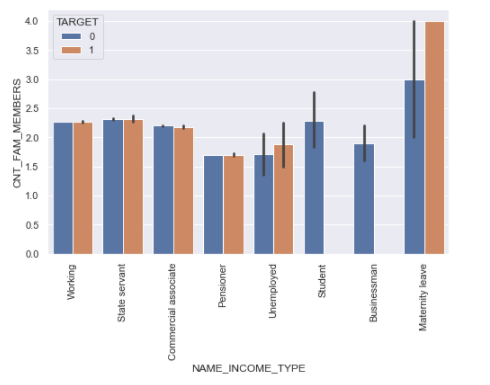 TARGET
0
1
CNT_FAM_MEMBERS
4.0
3.5
3.0
2.5
2.0
1.5
1.0
0.5
0.0
Working
State servant
Commercial associate
Pensioner
Unemployed
Student
Businessman
Maternity leave
NAME_INCOME_TYPE